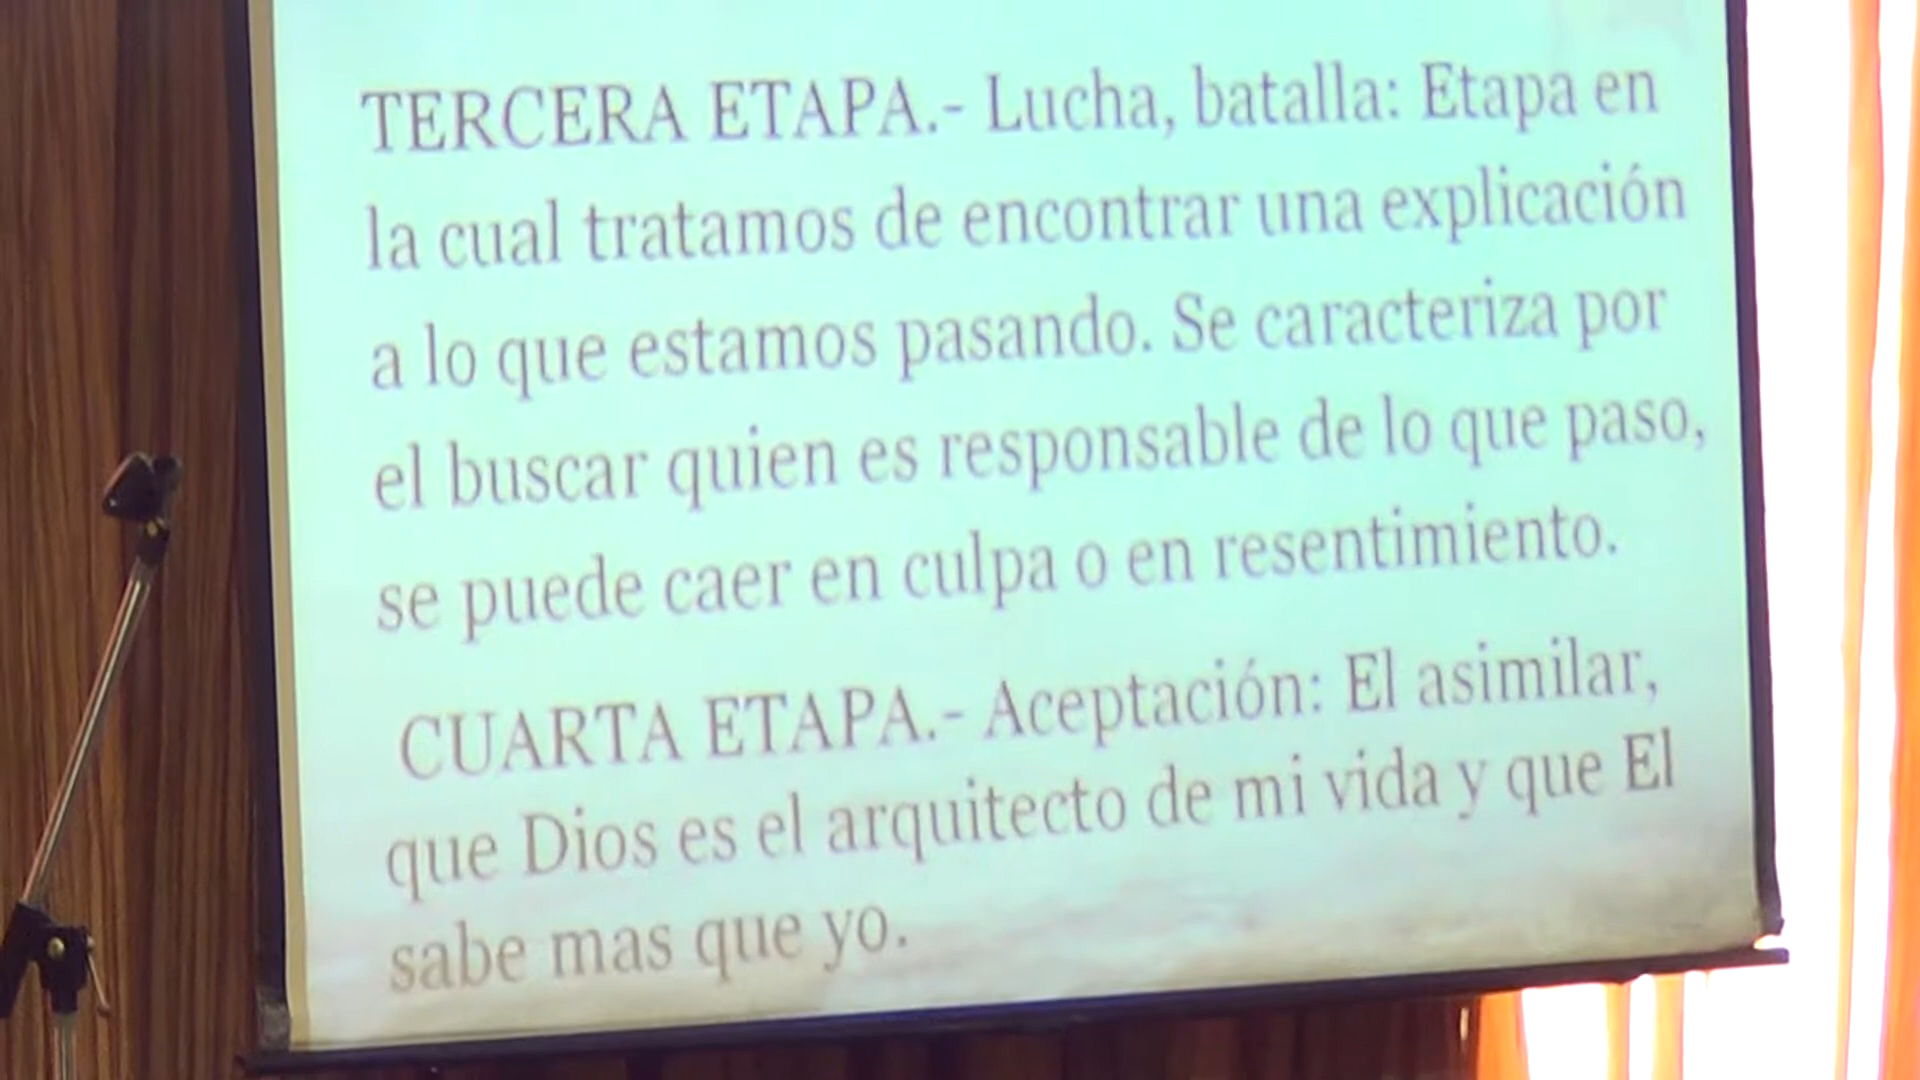 TERCERA ETAPA.- Lucha, batalla: Etapa en
la cual tratamos de encontrar una explicación
a lo que estamos pasando. Se caracteriza por
el buscar quien es responsable de lo que paso,
se puede caer en culpa o en resentimiento.
CUARTA ETAPA.- Aceptación: El asimilar,
que Dios es el arquitecto de mi vida y que El
sabe mas que yo.